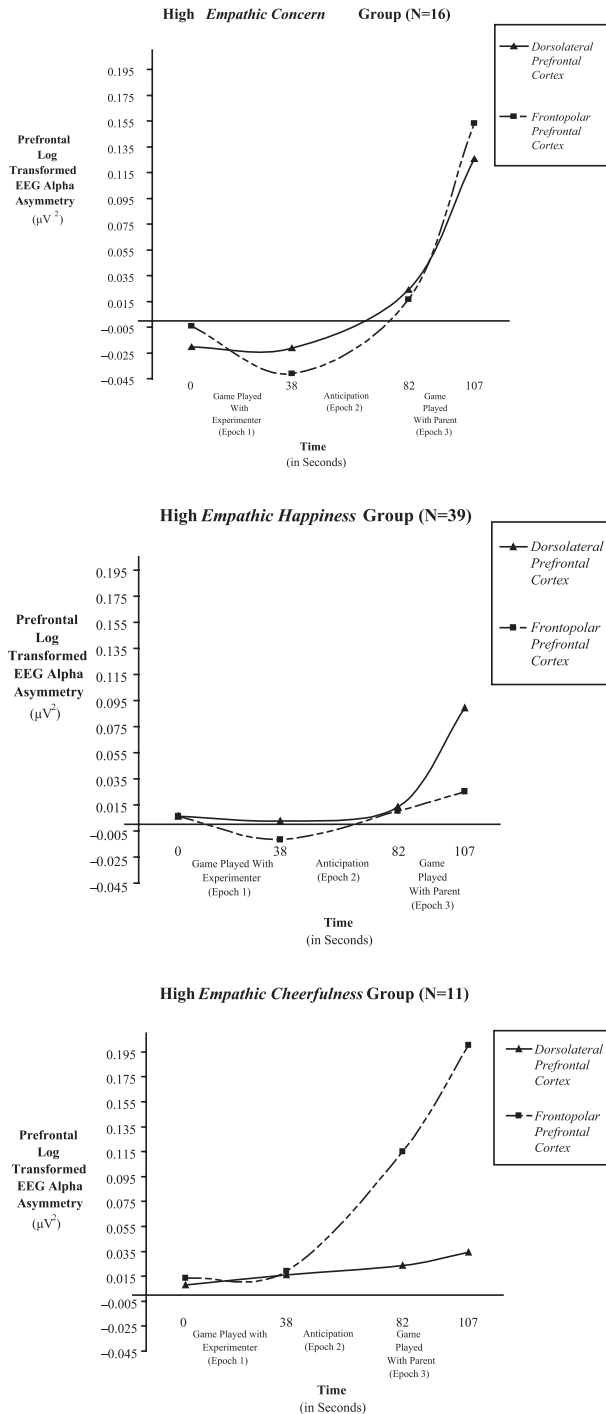 High Empathic Concern Group (N=16)
Dorsolateral
Prefrontal
Cortex
Frontopolar
Prefrontal
Cortex
Prefrontal
Log
Transformed
EEG Alpha
Asymmetry
(μV 2)
0.195
0.175
0.155
0.135
0.115
0.095
0.075
0.055
0.035
0.015
−0.005
−0.025
−0.045
0 38 82 107
Game Played
With
Experimenter
(Epoch 1)
Anticipation
(Epoch 2)
Game
Played
With Parent
(Epoch 3)
Time
(in Seconds)
High Empathic Happiness Group (N=39)
Dorsolateral
Prefrontal
Cortex
Frontopolar
Prefrontal
Cortex
Prefrontal
Log
Transformed
EEG Alpha
Asymmetry
(μV2)
0.195
0.175
0.155
0.135
0.115
0.095
0.075
0.055
0.035
0.015
−0.005
−0.025
−0.045
0 38 82 107
Game Played With
Experimenter
(Epoch 1)
Anticipation
(Epoch 2)
Game
Played
With Parent
(Epoch 3)
Time
(in Seconds)
High Empathic Cheerfulness Group (N=11)
Dorsolateral
Prefrontal
Cortex
Frontopolar
Prefrontal
Cortex
Prefrontal
Log
Transformed
EEG Alpha
Asymmetry
(μV2)
0.195
0.175
0.155
0.135
0.115
0.095
0.075
0.055
0.035
0.015
−0.005
−0.025
−0.045
0 38 82 107
Game Played with
Experimenter
(Epoch 1)
Anticipation
(Epoch 2)
Game
Played
With Parent
(Epoch 3)
Time
(in Seconds)